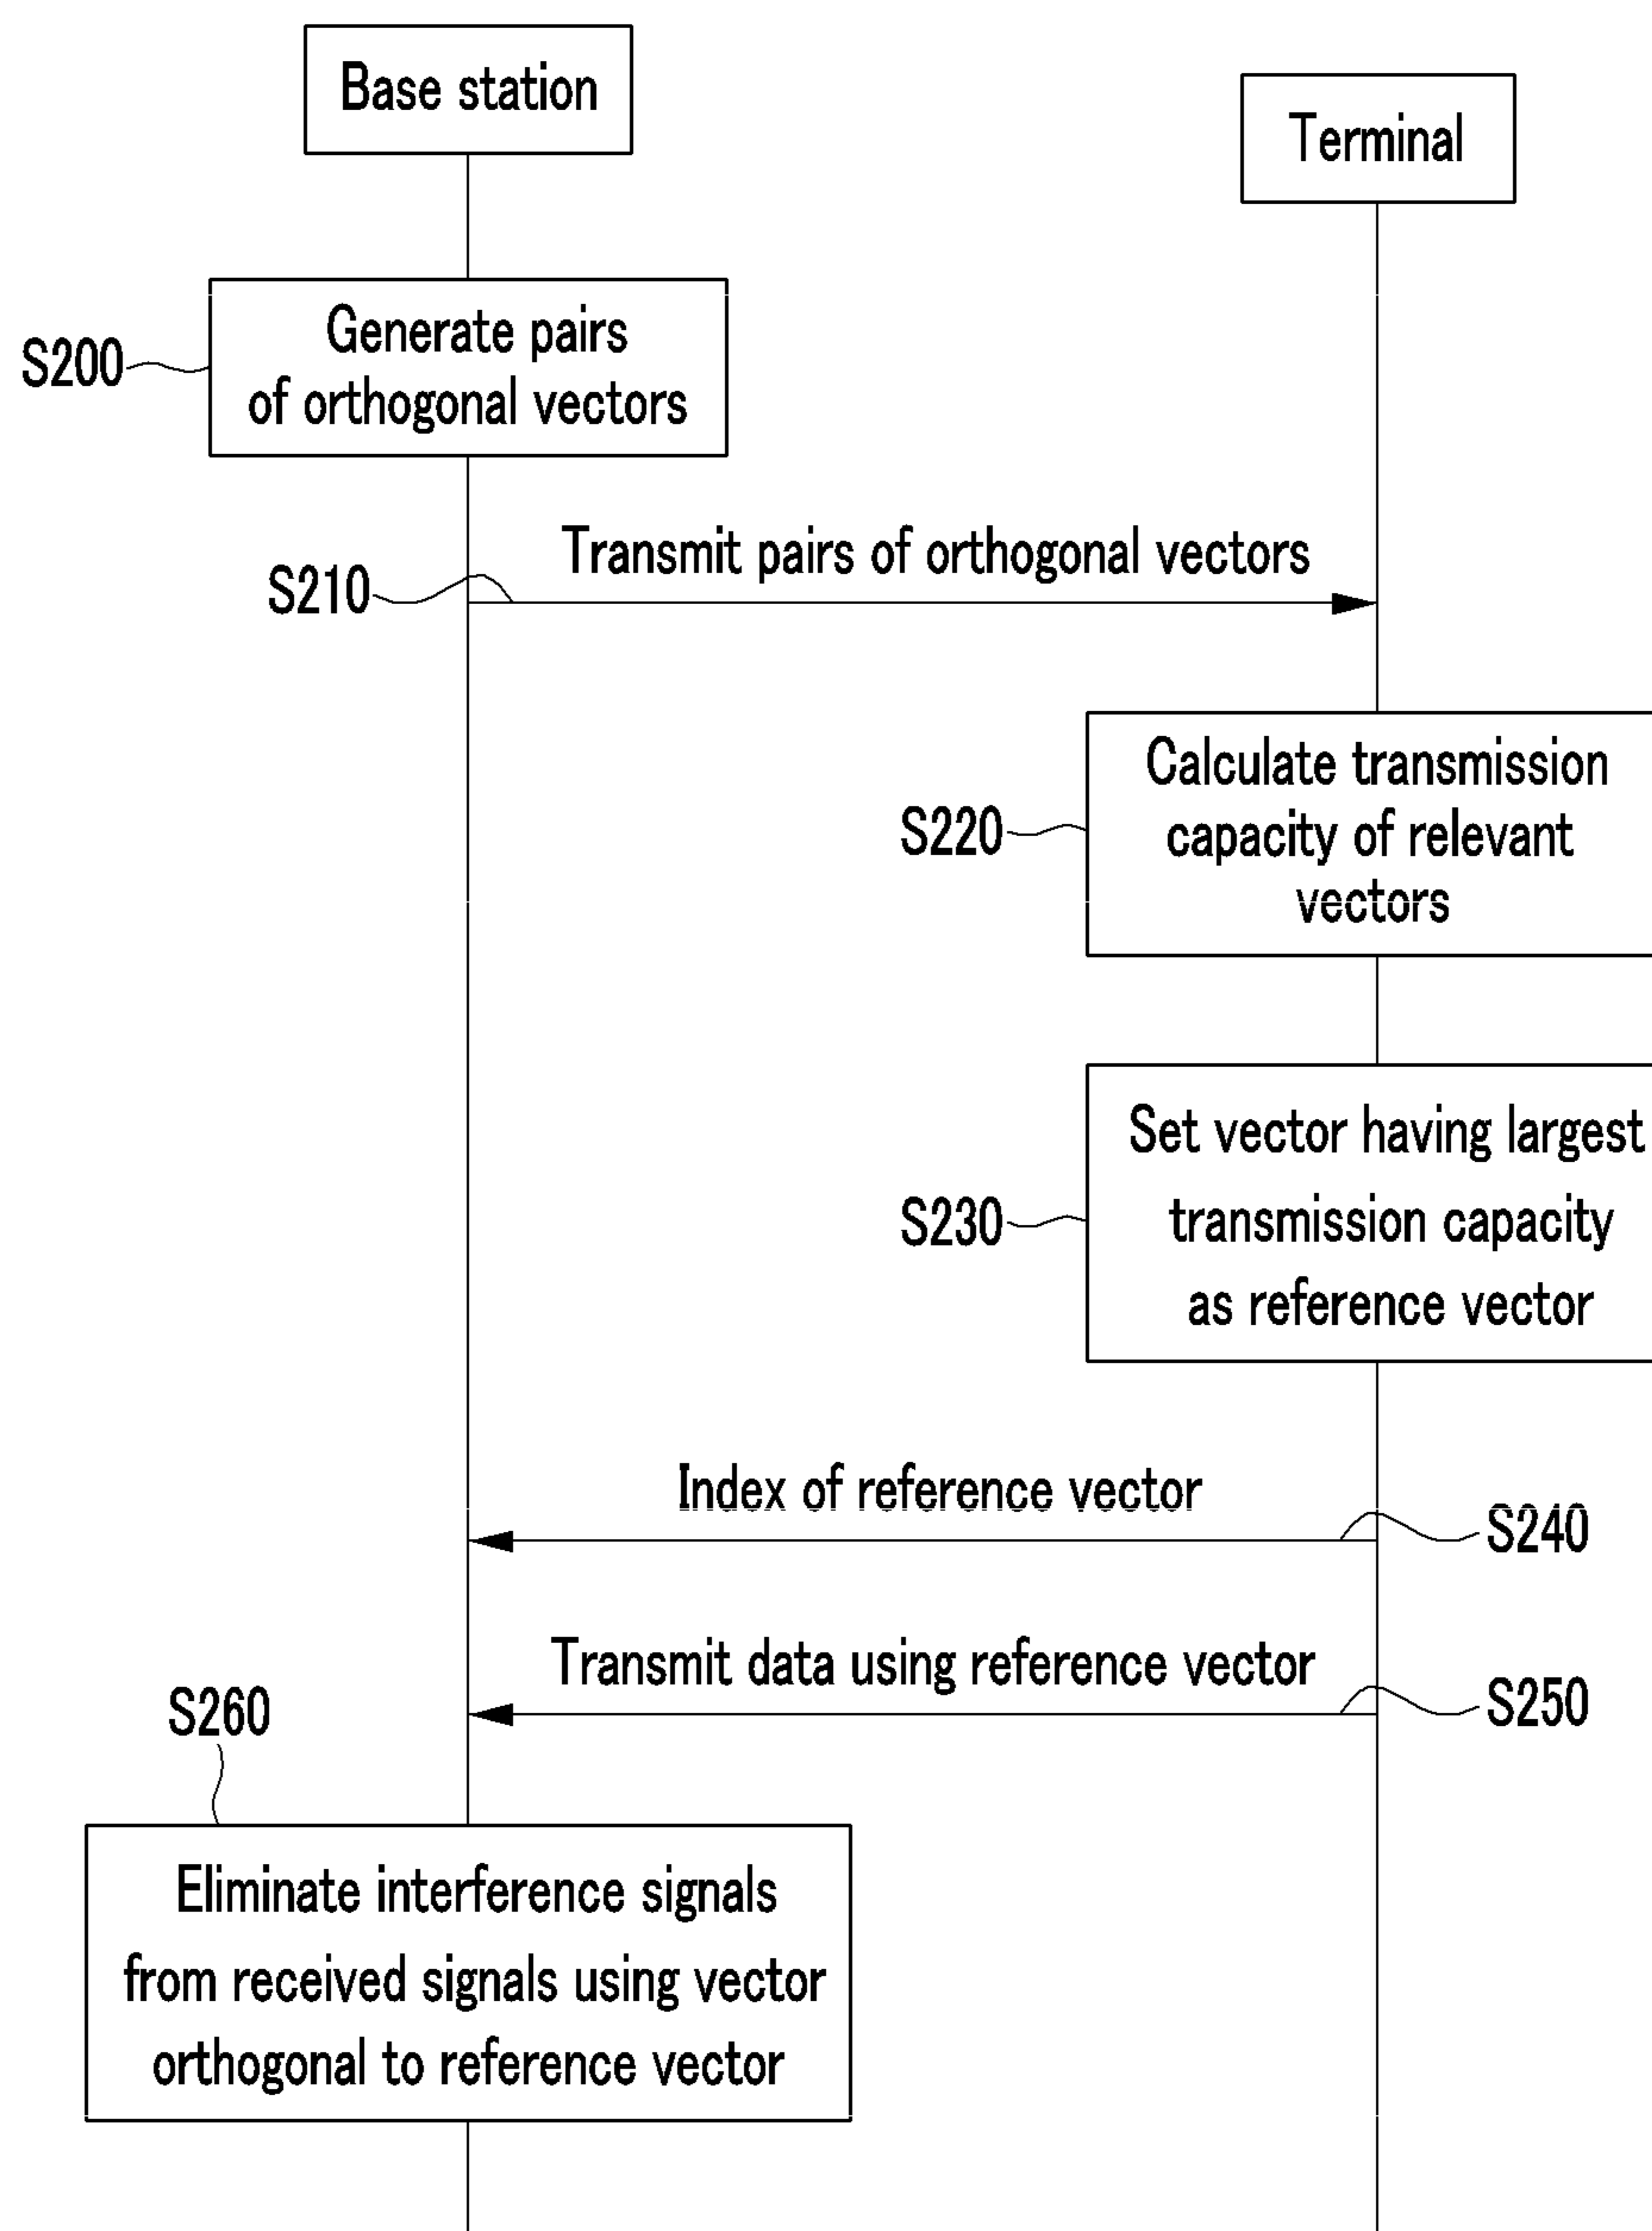 Base station
Terminal
S200
Generate pairs
of orthogonal vectors
Transmit pairs of orthogonal vectors
S210
Calculate transmission
capacity of relevant
vectors
S220
Set vector having largest
transmission capacity
as reference vector
S230
Index of reference vector
S240
Transmit data using reference vector
S250
S260
Eliminate interference signals
from received signals using vector
orthogonal to reference vector